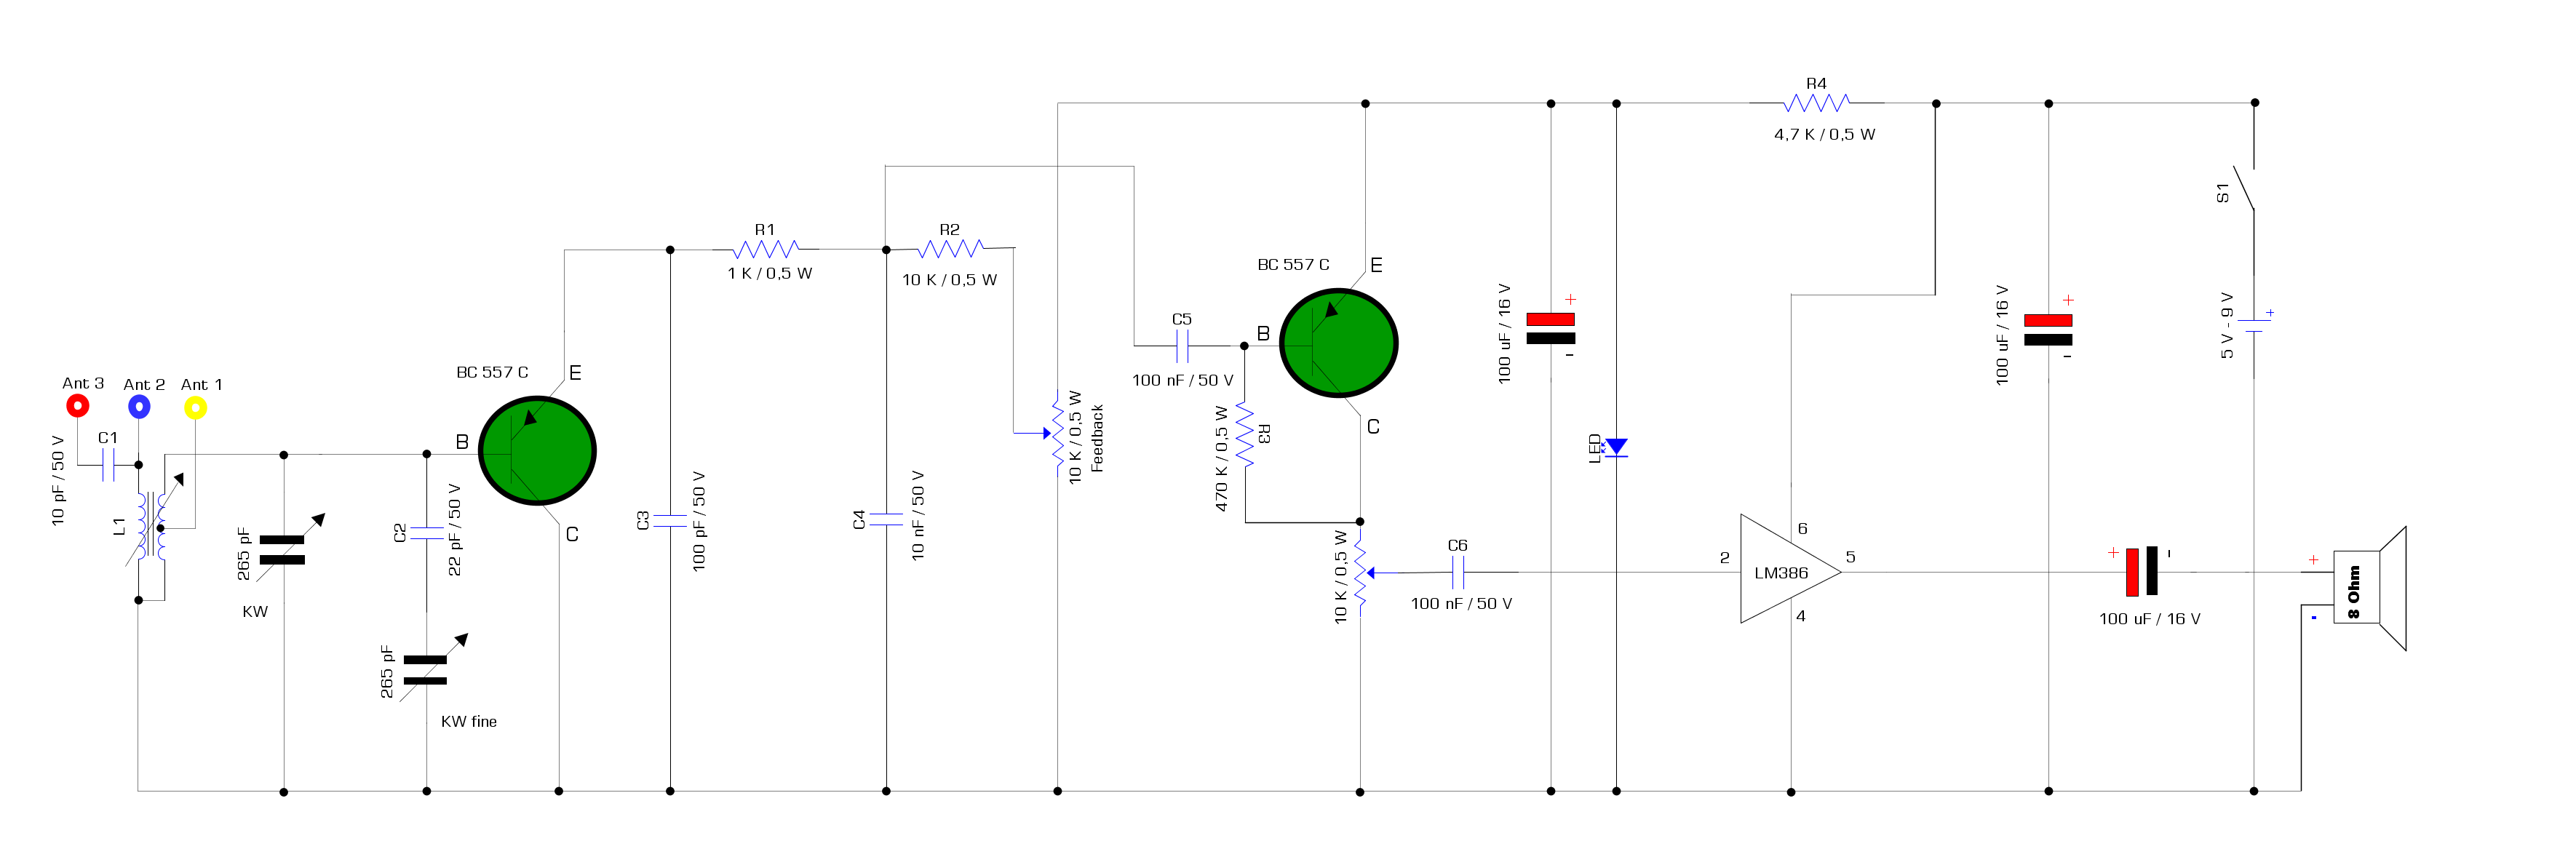 Ant 3
Ant 2
Ant 1
C1
10 pF / 50 V
L1
265 pF
KW
C2
22 pF / 50 V
265 pF
KW fine
BC 557 C
E
B
C
C3
100 pF / 50 V
R1
1 K / 0,5 W
C4
10 nF / 50 V
R2
10 K / 0,5 W
10 K / 0,5 W
Feedback
C5
100 nF / 50 V
BC 557 C
E
B
C
R3
470 K / 0,5 W
10 K / 0,5 W
C6
100 nF / 50 V
100 uF / 16 V
+
-
LED
R4
4,7 K / 0,5 W
2
LM386
6
5
4
100 uF / 16 V
+
-
S1
5 V - 9 V
+
+
-
100 uF / 16 V
+
-
8 Ohm